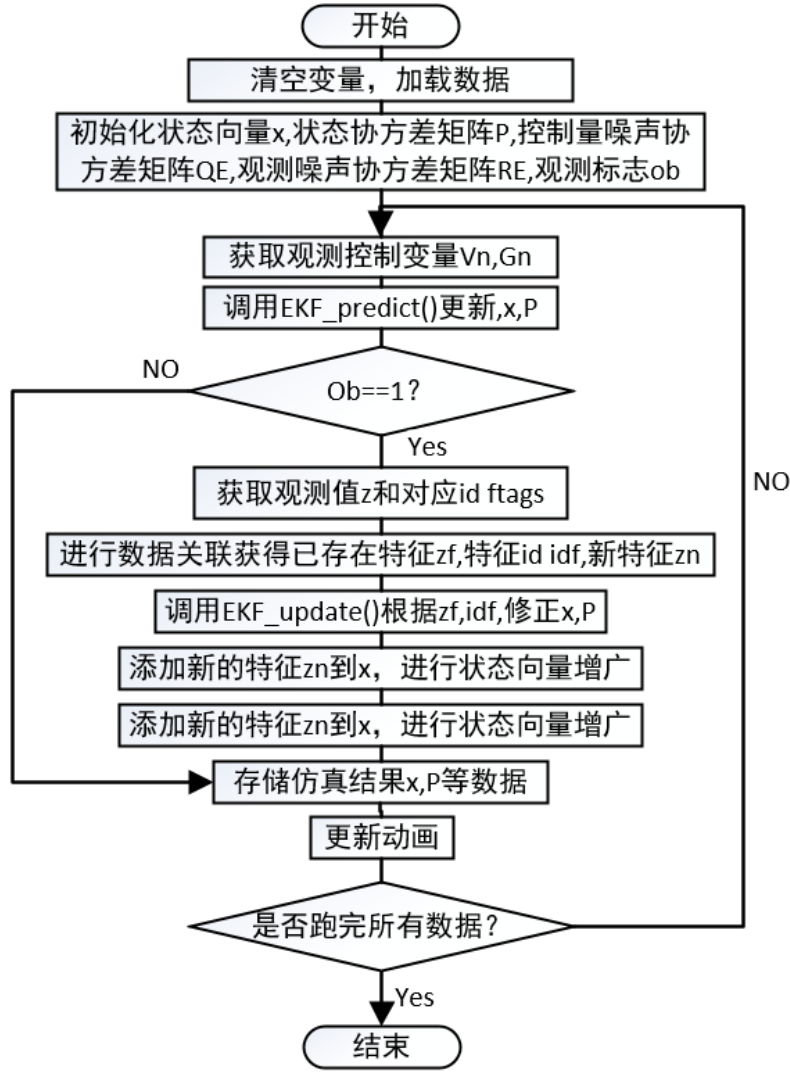 开始
清空变量，加载数据
初始化状态向量x,状态协方差矩阵P,控制量噪声协
方差矩阵QE,观测噪声协方差矩阵RE,观测标志ob
获取观测控制变量Vn,Gn
调用EKF_predict()更新,x,P
NO
Ob==1？
Yes
获取观测值z和对应id ftags
NO
进行数据关联获得已存在特征zf,特征id idf,新特征zn
调用EKF_update()根据zf,idf,修正x,P
添加新的特征zn到x，进行状态向量增广
添加新的特征zn到x，进行状态向量增广
存储仿真结果x,P等数据
更新动画
是否跑完所有数据？
Yes
结束